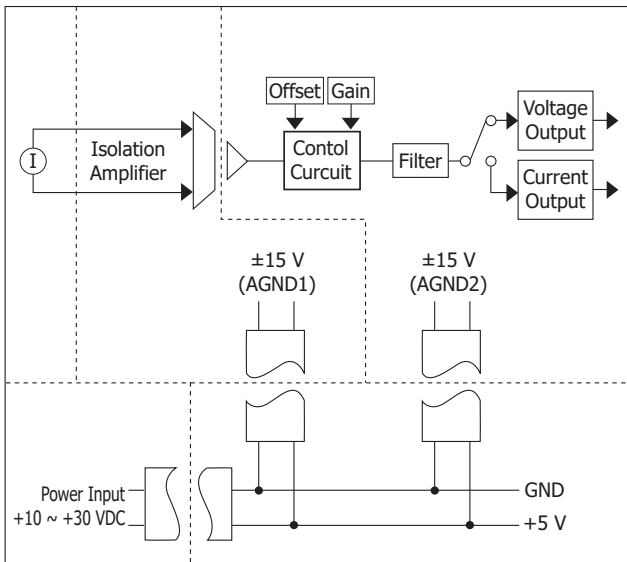 Offset
Gain
I
Isolation
Amplifier
Contol
Curcuit
Filter
Voltage
Output
Current
Output
±15 V
(AGND1)
±15 V
(AGND2)
Power Input
+10 ~ +30 VDC
GND
+5 V